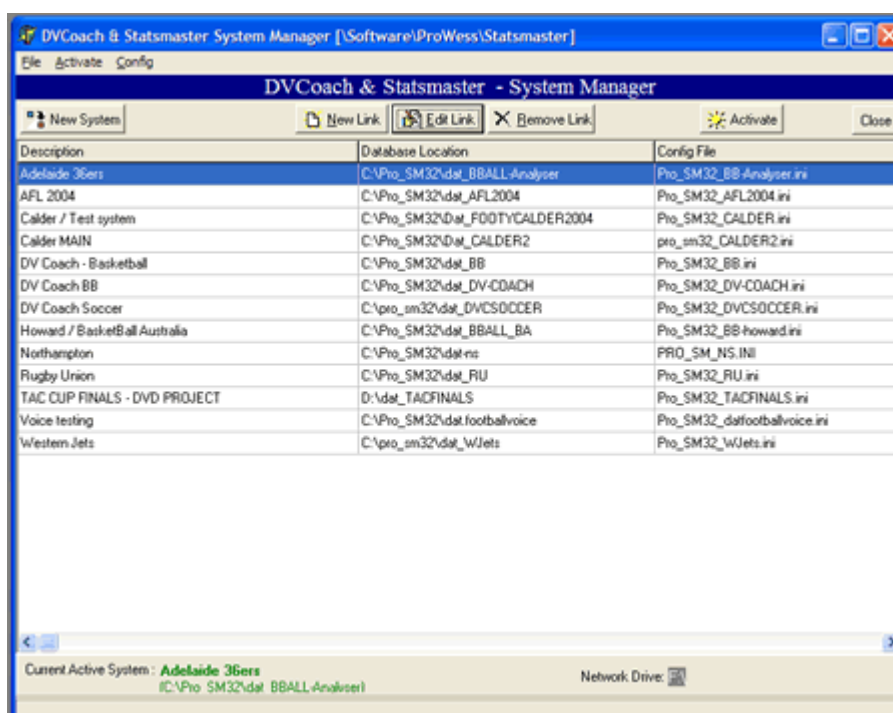 DVCoach & Statsmaster System Manager [\Software\ProWess\Statsmaster]
File Activate Config
DVCoach & Statsmaster - System Manager
New System New Link Edit Link Remove Link Activate Close
Description Database Location Config File
Adelaide 36ers C:\Pro_SM32\dat_BBALL-Analyser Pro_SM32_BB-Analyser.ini
AFL 2004 C:\Pro_SM32\dat_AFL2004 Pro_SM32_AFL2004.ini
Calder / Test system C:\Pro_SM32\Dat_FOOTYCALDER2004 Pro_SM32_CALDER.ini
Calder MAIN C:\Pro_SM32\Dat_CALDER2 pro_sm32_CALDER2.ini
DV Coach - Basketball C:\Pro_SM32\dat_BB Pro_SM32_BB.ini
DV Coach BB C:\Pro_SM32\dat_DV-COACH Pro_SM32_DV-COACH.ini
DV Coach Soccer C:\pro_sm32\dat_DVCSOCCER Pro_SM32_DVCSOCCER.ini
Howard / BasketBall Australia C:\Pro_SM32\dat_BBALL_BA Pro_SM32_BB-howard.ini
Northampton C:\Pro_SM32\dat-ns PRO_SM_NS.INI
Rugby Union C:\Pro_SM32\dat_RU Pro_SM32_RU.ini
TAC CUP FINALS - DVD PROJECT D:\dat_TACFINALS Pro_SM32_TACFINALS.ini
Voice testing C:\Pro_SM32\dat.footballvoice Pro_SM32_datfootballvoice.ini
Western Jets C:\pro_sm32\dat_WJets Pro_SM32_WJets.ini
Current Active System : Adelaide 36ers
(C:\Pro_SM32\dat_BBALL-Analyser) Network Drive: